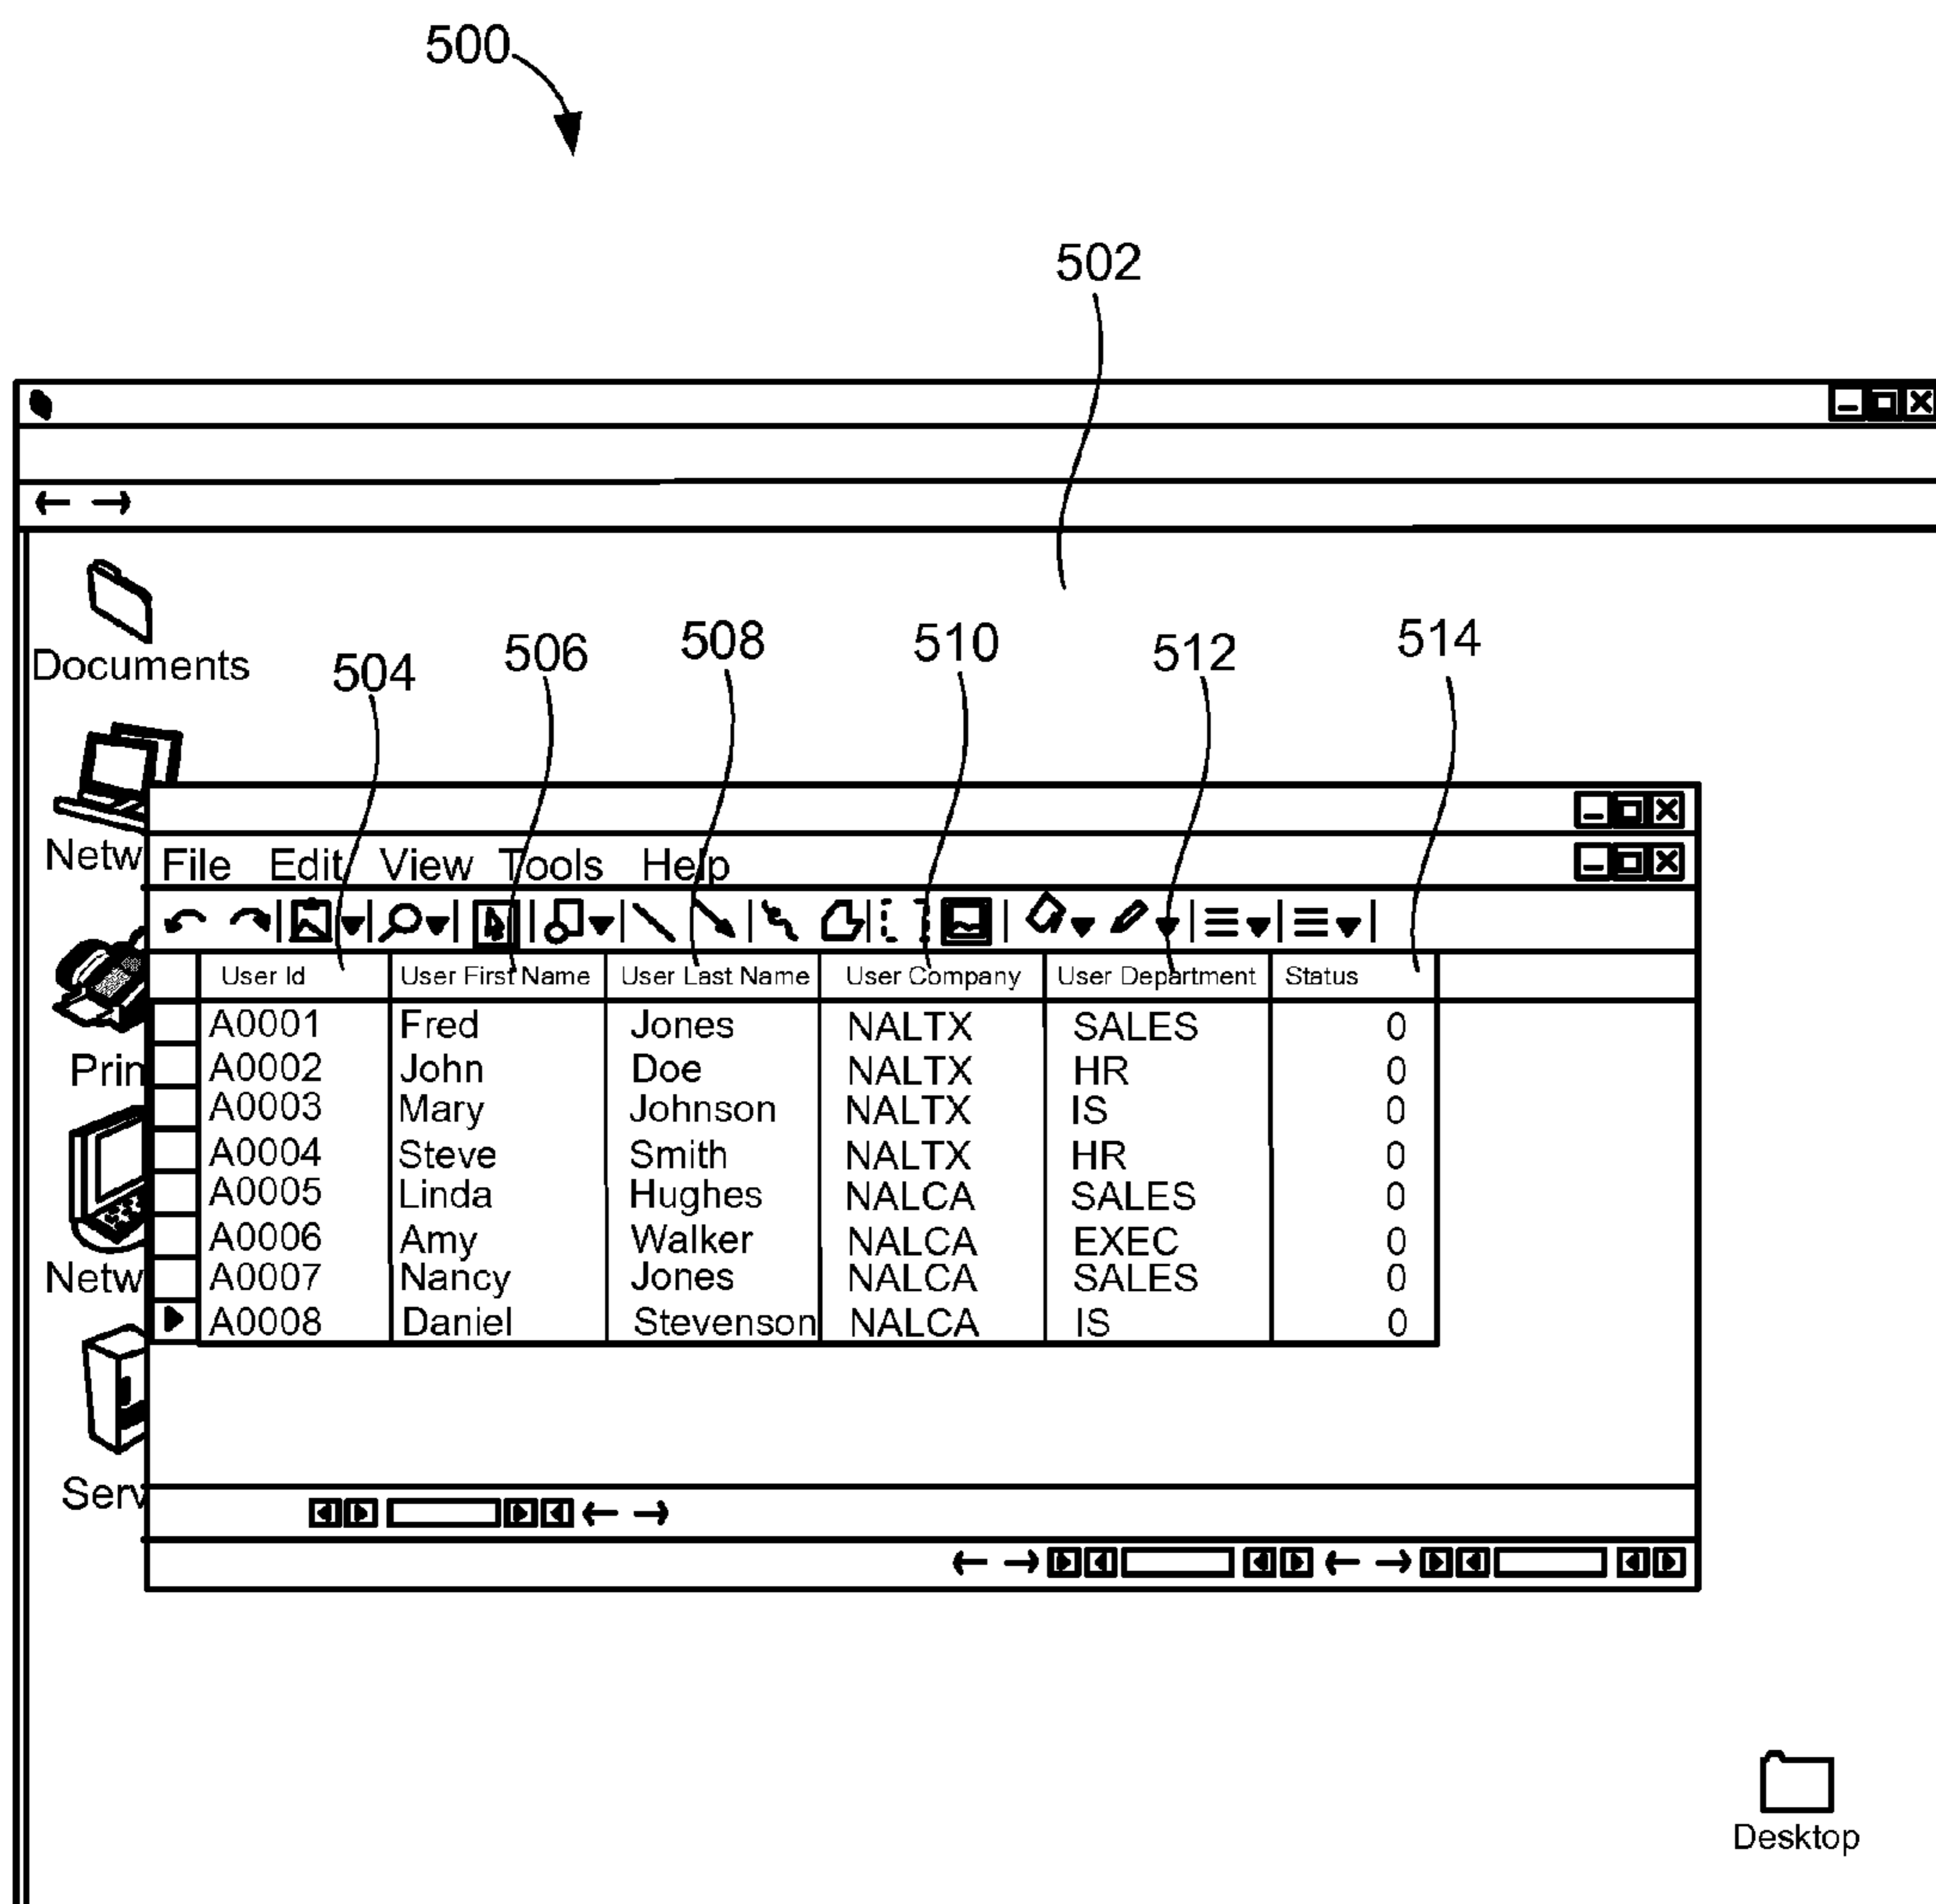 500
502
Documents
504 506 508 510 512 514
Netw
File Edit View Tools Help
User Id User First Name User Last Name User Company User Department Status
A0001 Fred Jones NALTX SALES 0
Prin
A0002 John Doe NALTX HR 0
A0003 Mary Johnson NALTX IS 0
A0004 Steve Smith NALTX HR 0
A0005 Linda Hughes NALCA SALES 0
A0006 Amy Walker NALCA EXEC 0
Netw
A0007 Nancy Jones NALCA SALES 0
A0008 Daniel Stevenson NALCA IS 0
Serv
Desktop